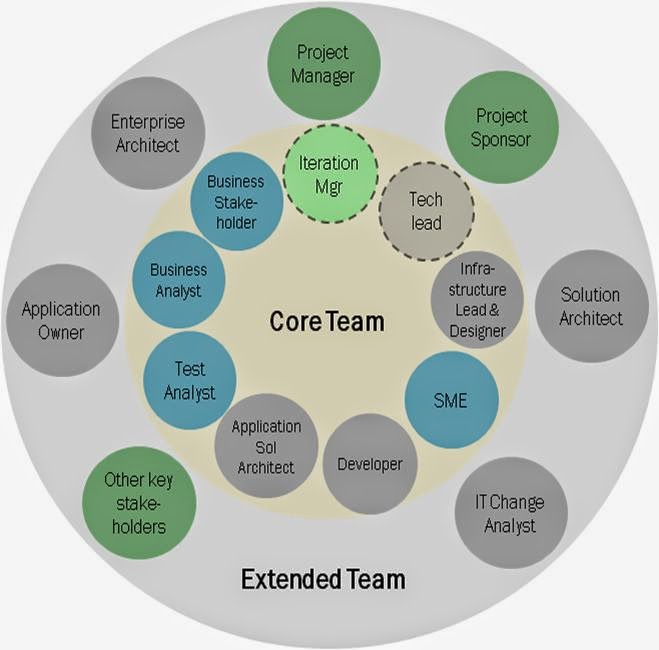 Project
Manager
Enterprise
Architect
Project
Sponsor
Iteration
Mgr
Business
Stake-
holder
Tech
lead
Business
Analyst
Infra-
structure
Lead &
Designer
Application
Owner
Core Team
Solution
Architect
Test
Analyst
SME
Application
Sol
Architect
Developer
Other key
stake-
holders
IT Change
Analyst
Extended Team